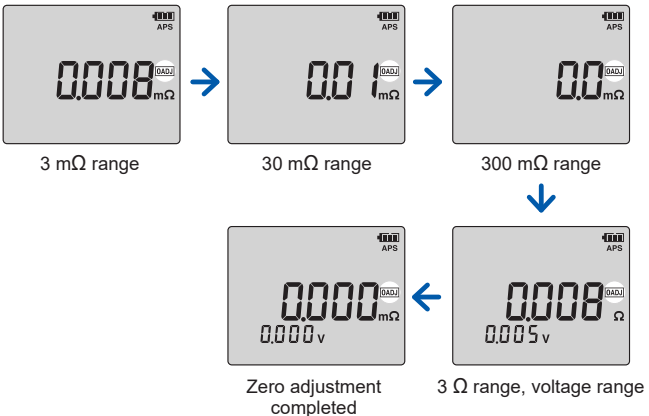 APS
APS
APS
0.008 0ADJ mΩ
0.01 0ADJ mΩ
0.0 0ADJ mΩ
3 mΩ range
30 mΩ range
300 mΩ range
APS
APS
0.000 0ADJ mΩ
0.008 0ADJ Ω
0.000 v
0.005 v
Zero adjustment
completed
3 Ω range, voltage range